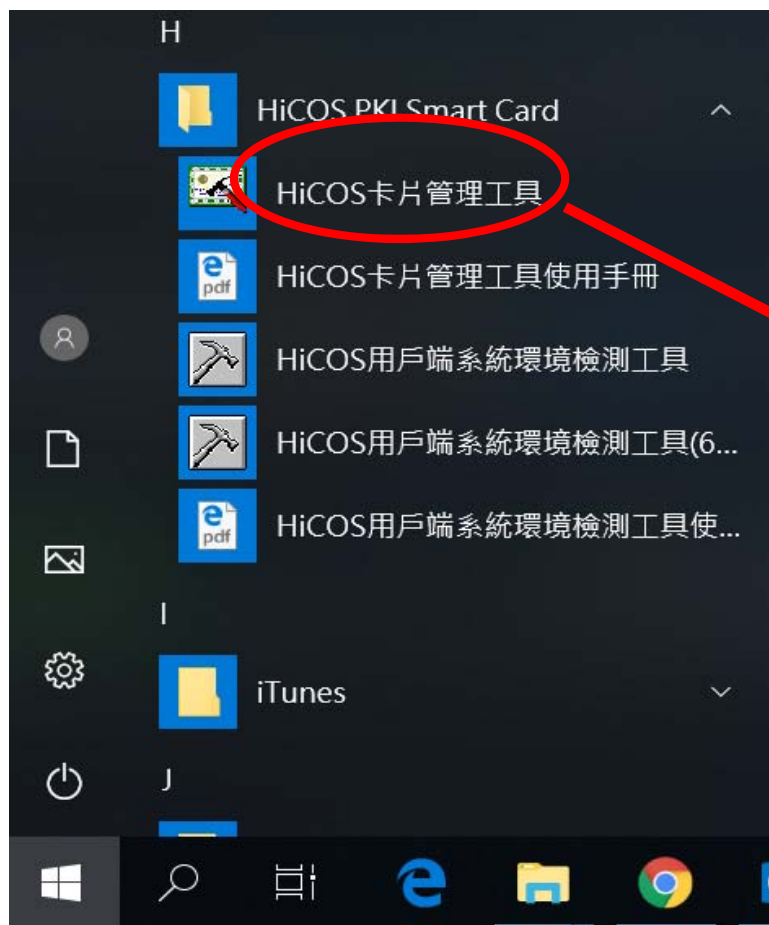 H
HiCOS PKI Smart Card
HiCOS卡片管理工具
pdf
HiCOS卡片管理工具使用手冊
HiCOS用戶端系統環境檢測工具
HiCOS用戶端系統環境檢測工具(6...
pdf
HiCOS用戶端系統環境檢測工具使...
I
iTunes
J